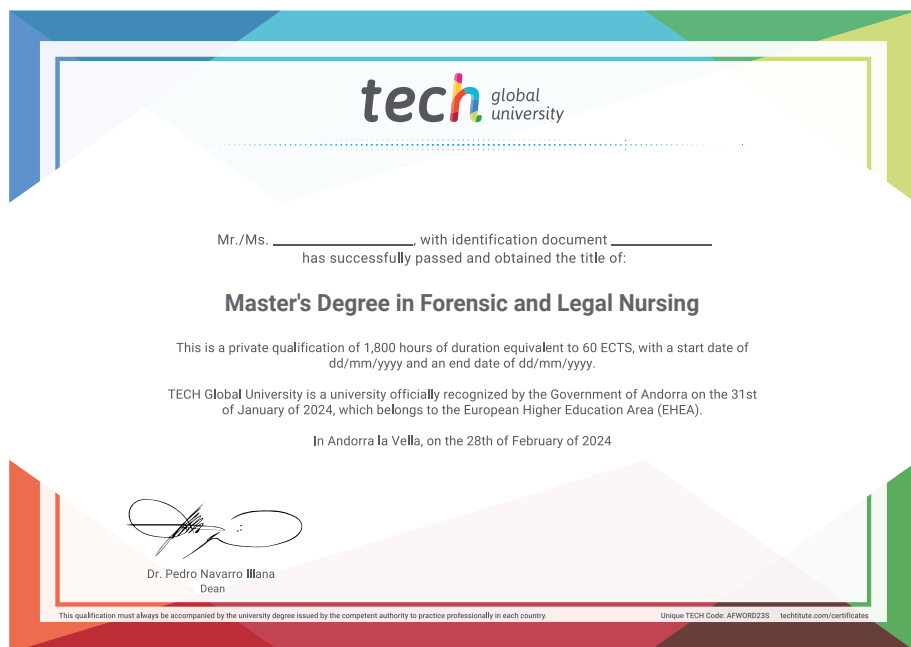 tech global university
Mr./Ms. ____________________, with identification document ______________
has successfully passed and obtained the title of:
Master's Degree in Forensic and Legal Nursing
This is a private qualification of 1,800 hours of duration equivalent to 60 ECTS, with a start date of
dd/mm/yyyy and an end date of dd/mm/yyyy.
TECH Global University is a university officially recognized by the Government of Andorra on the 31st
of January of 2024, which belongs to the European Higher Education Area (EHEA).
In Andorra la Vella, on the 28th of February of 2024
Dr. Pedro Navarro Illana
Dean
This qualification must always be accompanied by the university degree issued by the competent authority to practice professionally in each country.
Unique TECH Code: AFWORD23S techtitute.com/certificates